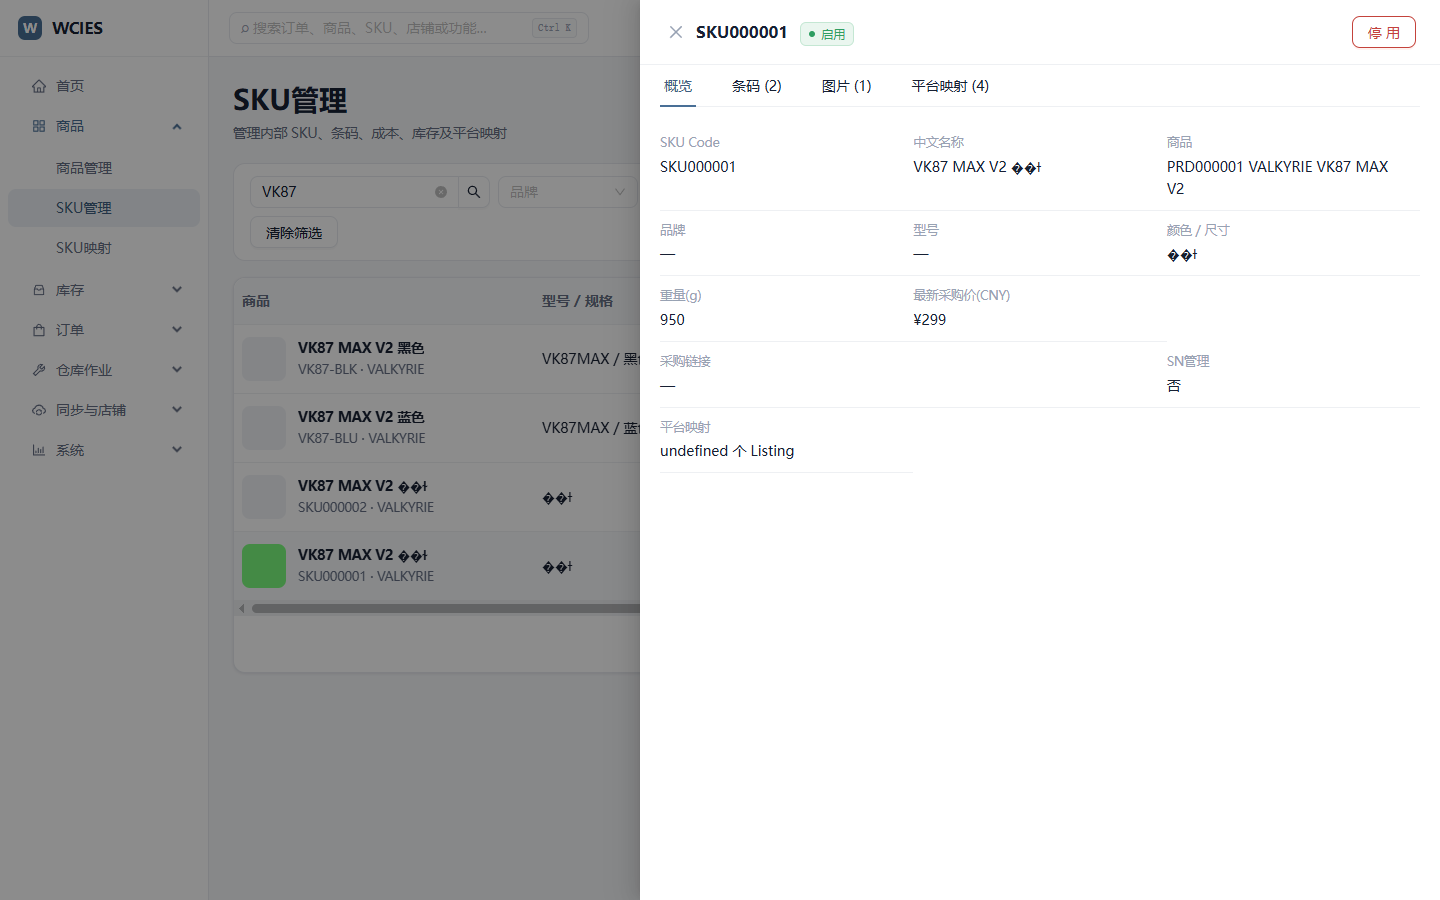 W WCIES
搜索订单、商品、SKU、店铺或功能... Ctrl K
首页
商品
商品管理
SKU管理
SKU映射
库存
订单
仓库作业
同步与店铺
系统
SKU管理
管理内部 SKU、条码、成本、库存及平台映射
VK87
品牌
清除筛选
商品 型号 / 规格
VK87 MAX V2 黑色
VK87-BLK · VALKYRIE
VK87MAX / 黑
VK87 MAX V2 蓝色
VK87-BLU · VALKYRIE
VK87MAX / 蓝
VK87 MAX V2 ��ɫ
SKU000002 · VALKYRIE
��ɫ
VK87 MAX V2 ��ɫ
SKU000001 · VALKYRIE
��ɫ
SKU000001 启用
停 用
概览 条码 (2) 图片 (1) 平台映射 (4)
SKU Code
SKU000001
中文名称
VK87 MAX V2 ��ɫ
商品
PRD000001 VALKYRIE VK87 MAX
V2
品牌
—
型号
—
颜色 / 尺寸
��ɫ
重量(g)
950
最新采购价(CNY)
¥299
采购链接
—
SN管理
否
平台映射
undefined 个 Listing